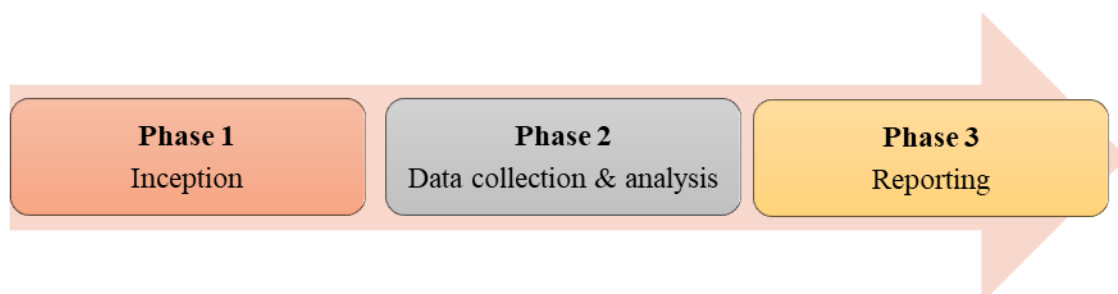 Phase 1
Inception
Phase 2
Data collection & analysis
Phase 3
Reporting